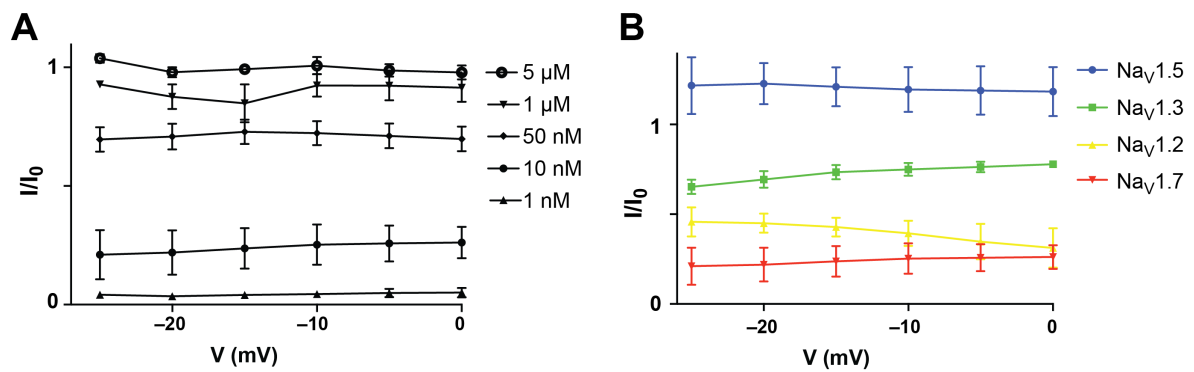 A
1
0
I/I0
–20
–10
0
V (mV)
5 µM
1 µM
50 nM
10 nM
1 nM
B
1
0
I/I0
–20
–10
0
V (mV)
NaV1.5
NaV1.3
NaV1.2
NaV1.7